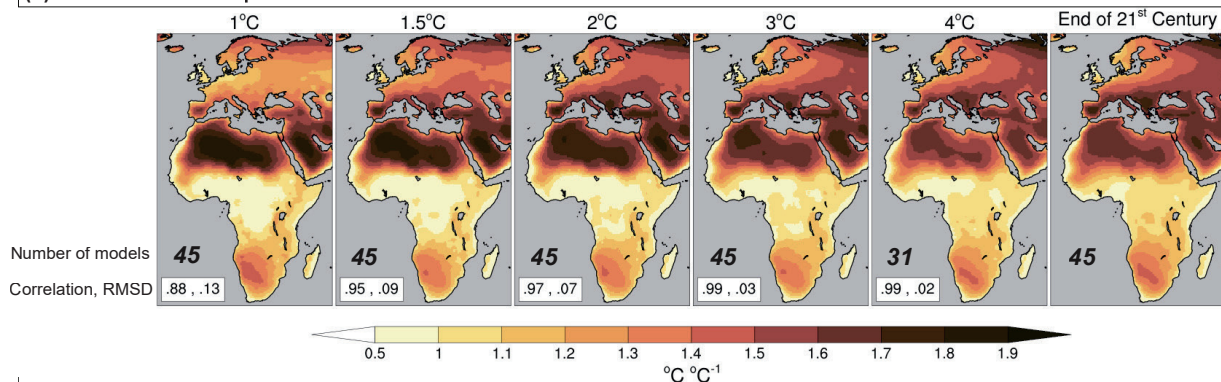 1°C 1.5°C 2°C 3°C 4°C End of 21st Century
Number of models 45 45 45 45 31 45
Correlation, RMSD .88 , .13 .95 , .09 .97 , .07 .99 , .03 .99 , .02
0.5 1 1.1 1.2 1.3 1.4 1.5 1.6 1.7 1.8 1.9
°C °C⁻¹